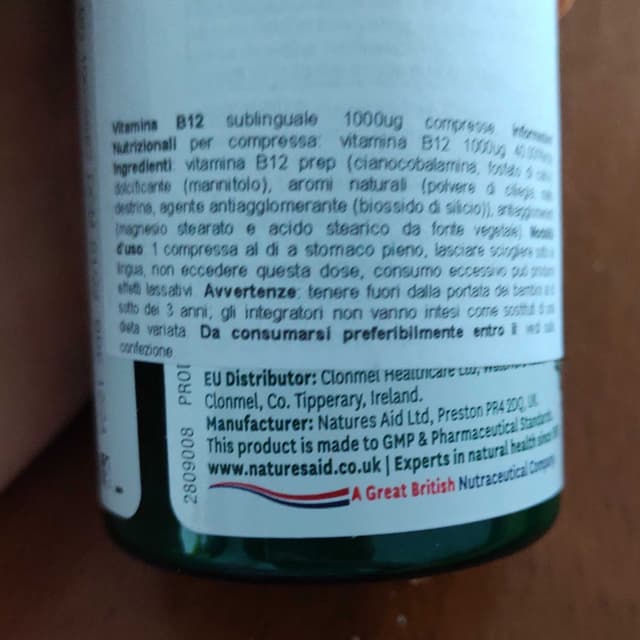 Vitamina B12 sublinguale 1000ug compresse
Nutrizionali per compressa: vitamina B12 1000ug
Ingredienti: vitamina B12 prep (cianocobalamina, fosfato di
dolcificante (mannitolo), aromi naturali (polvere di ciliegia,
destrina, agente antiagglomerante (biossido di silicio)),
(magnesio stearato e acido stearico da fonte vegetale)
d'uso 1 compressa al di a stomaco pieno, lasciare sciogliere
lingua, non eccedere questa dose, consumo eccessivo può
effetti lassativi Avvertenze: tenere fuori dalla portata dei bambini
sotto dei 3 anni, gli integratori non vanno intesi come sostituti
dieta variata. Da consumarsi preferibilmente entro il:
confezione
EU Distributor: Clonmel Healthcare Ltd,
Clonmel, Co. Tipperary, Ireland.
Manufacturer: Natures Aid Ltd, Preston PR4 2DQ, UK.
This product is made to GMP & Pharmaceutical Standards.
www.naturesaid.co.uk | Experts in natural health
A Great British Nutraceutical Company
2809008